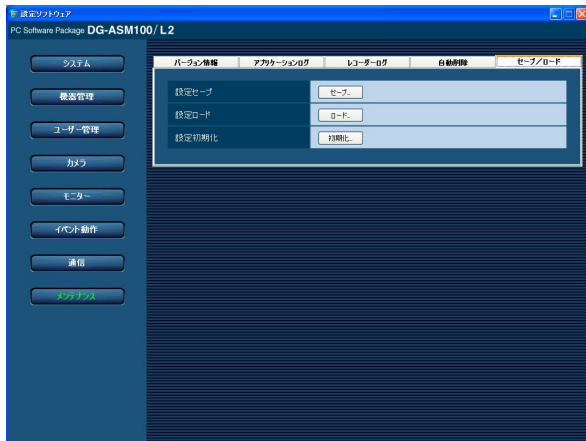 設定ソフトウェア
PC Software Package DG-ASM100/L2
システム
機器管理
ユーザー管理
カメラ
モニター
イベント動作
通信
メンテナンス
バージョン情報 アプリケーションログ レコーダーログ 自動削除 セーブ/ロード
設定セーブ セーブ...
設定ロード ロード...
設定初期化 初期化...